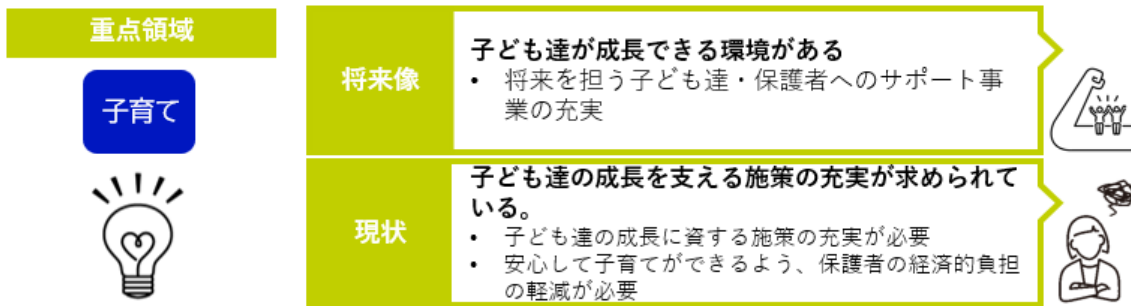 重点領域
子育て
将来像
子ども達が成長できる環境がある
• 将来を担う子ども達・保護者へのサポート事
業の充実
現状
子ども達の成長を支える施策の充実が求められて
いる。
• 子ども達の成長に資する施策の充実が必要
• 安心して子育てができるよう、保護者の経済的負担
の軽減が必要